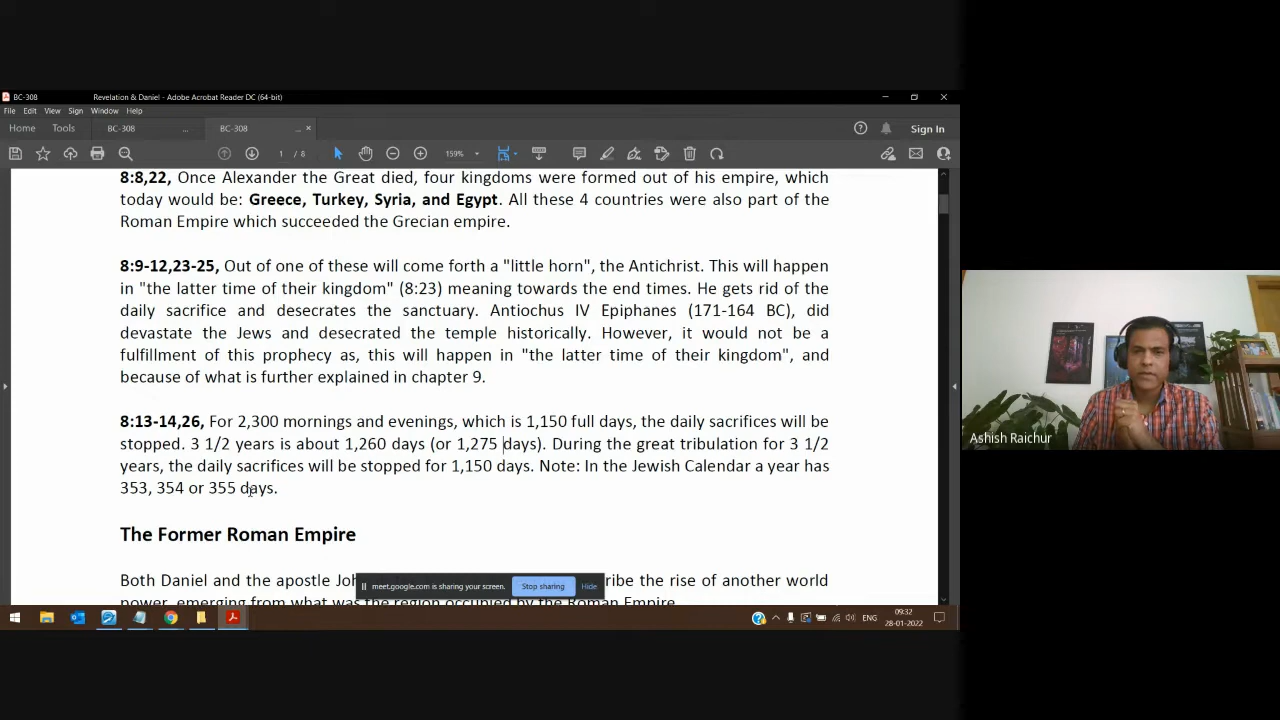 BC-308 Revelation & Daniel - Adobe Acrobat Reader DC (64-bit)
File Edit View Sign Window Help
Home Tools BC-308 ... BC-308 ... × Sign In
1 / 8 159%
8:8,22, Once Alexander the Great died, four kingdoms were formed out of his empire, which
today would be: Greece, Turkey, Syria, and Egypt. All these 4 countries were also part of the
Roman Empire which succeeded the Grecian empire.
8:9-12,23-25, Out of one of these will come forth a "little horn", the Antichrist. This will happen
in "the latter time of their kingdom" (8:23) meaning towards the end times. He gets rid of the
daily sacrifice and desecrates the sanctuary. Antiochus IV Epiphanes (171-164 BC), did
devastate the Jews and desecrated the temple historically. However, it would not be a
fulfillment of this prophecy as, this will happen in "the latter time of their kingdom", and
because of what is further explained in chapter 9.
8:13-14,26, For 2,300 mornings and evenings, which is 1,150 full days, the daily sacrifices will be
stopped. 3 1/2 years is about 1,260 days (or 1,275 days). During the great tribulation for 3 1/2
years, the daily sacrifices will be stopped for 1,150 days. Note: In the Jewish Calendar a year has
353, 354 or 355 days.
The Former Roman Empire
Both Daniel and the apostle Joh ribe the rise of another world
power, emerging from what was the region occupied by the Roman Empire.
meet.google.com is sharing your screen. Stop sharing Hide
ENG 09:32
28-01-2022
Ashish Raichur